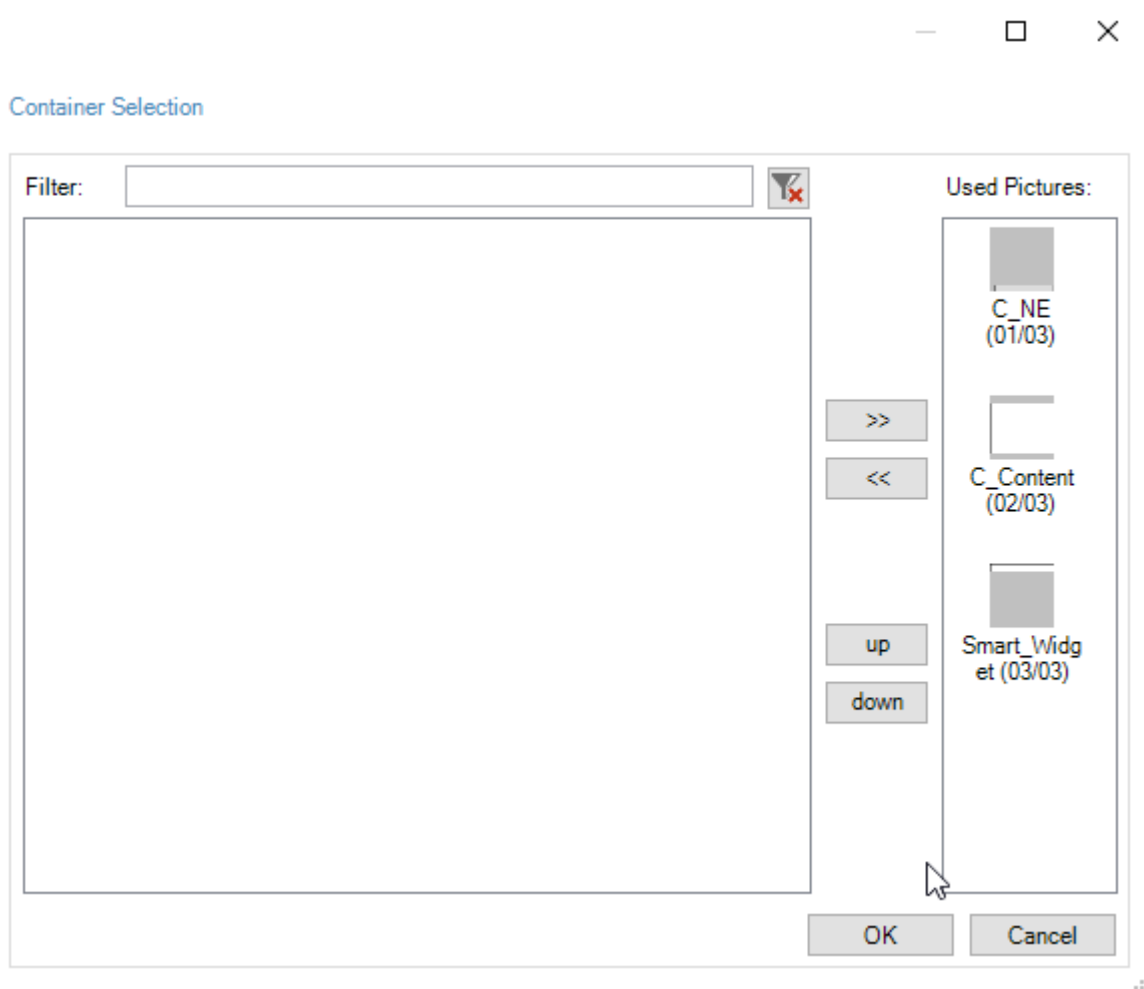 Container Selection
Filter:
Used Pictures:
C_NE
(01/03)
>>
<<
C_Content
(02/03)
up
down
Smart_Widg
et (03/03)
OK
Cancel